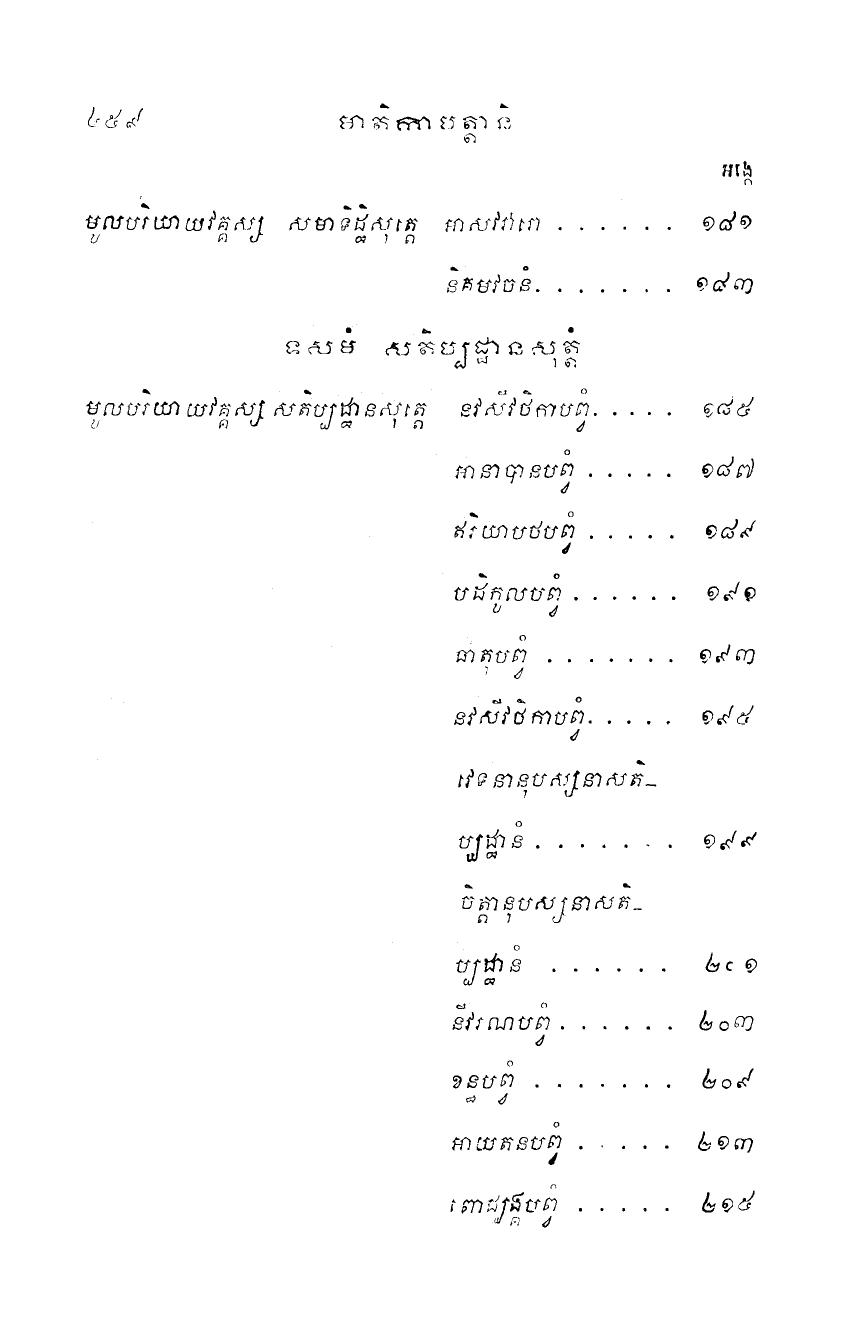 ៤៥៩ មាតិកាបត្តានិ
អង្កេ
មូលបរិយាយវគ្គស្ស សមាទិដ្ឋិសុត្តេ អាសវវារោ . . . . . . ១៨១
និគមវចនំ. . . . . . . ១៨៣
ទសមំ សតិប្បដ្ឋានសុត្តំ
មូលបរិយាយវគ្គស្ស សតិប្បដ្ឋានសុត្តេ នវសីវថិកាបព្វំ. . . . . ១៨៥
អានាបានបព្វំ . . . . . ១៨៧
ឥរិយាបថបព្វំ . . . . . ១៨៩
បដិកូលបព្វំ . . . . . . ១៩១
ធាតុបព្វំ . . . . . . . ១៩៣
នវសីវថិកាបព្វំ. . . . . ១៩៥
វេទនានុបស្សនាសតិ-
ប្បដ្ឋានំ . . . . . . . ១៩៩
ចិត្តានុបស្សនាសតិ-
ប្បដ្ឋានំ . . . . . . ២០១
នីវរណបព្វំ . . . . . . ២០៣
ខន្ធបព្វំ . . . . . . . ២០៩
អាយតនបព្វំ . . . . . ២១៣
ពោជ្ឈង្គបព្វំ . . . . . ២១៥